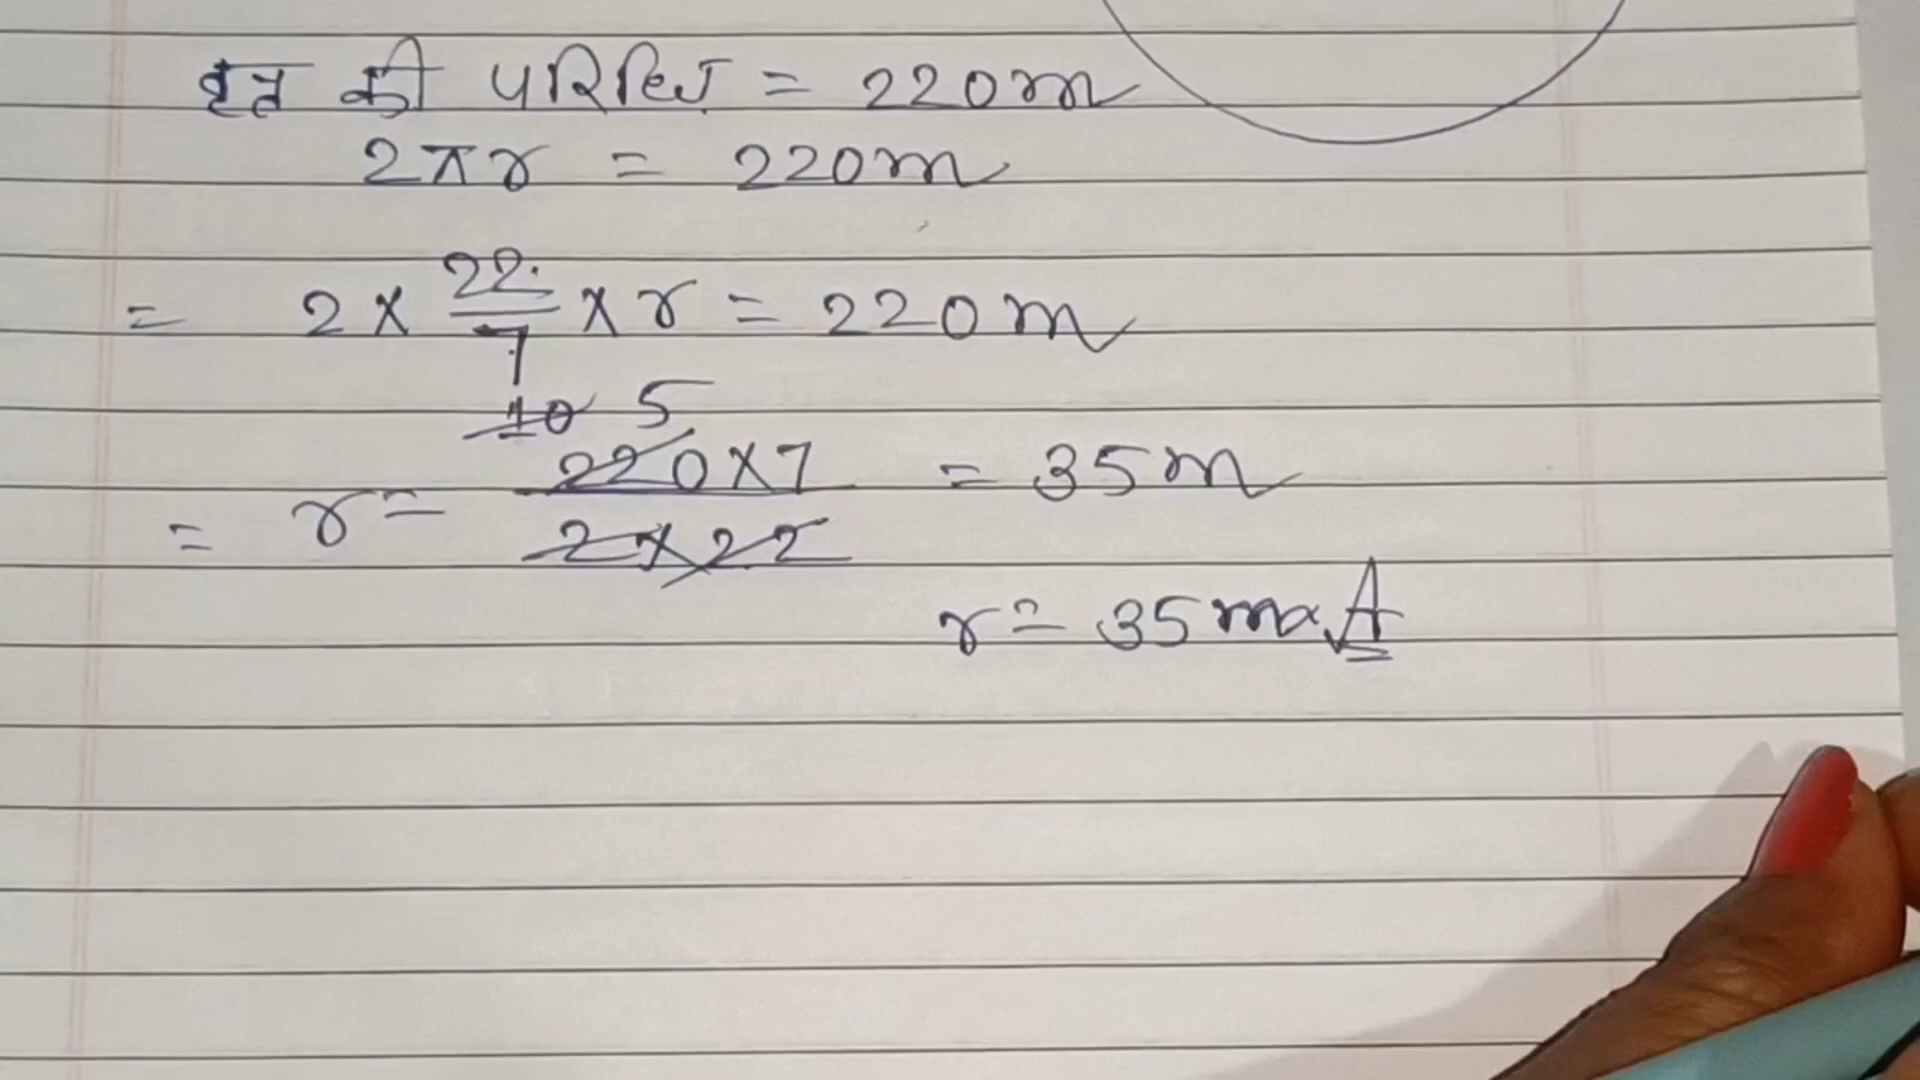 वृत्त की परिधि = 220m
2πr = 220m
= 2 × 22/7 × r = 220m
10 5
= r = 220×7/2×22 = 35m
r = 35m A